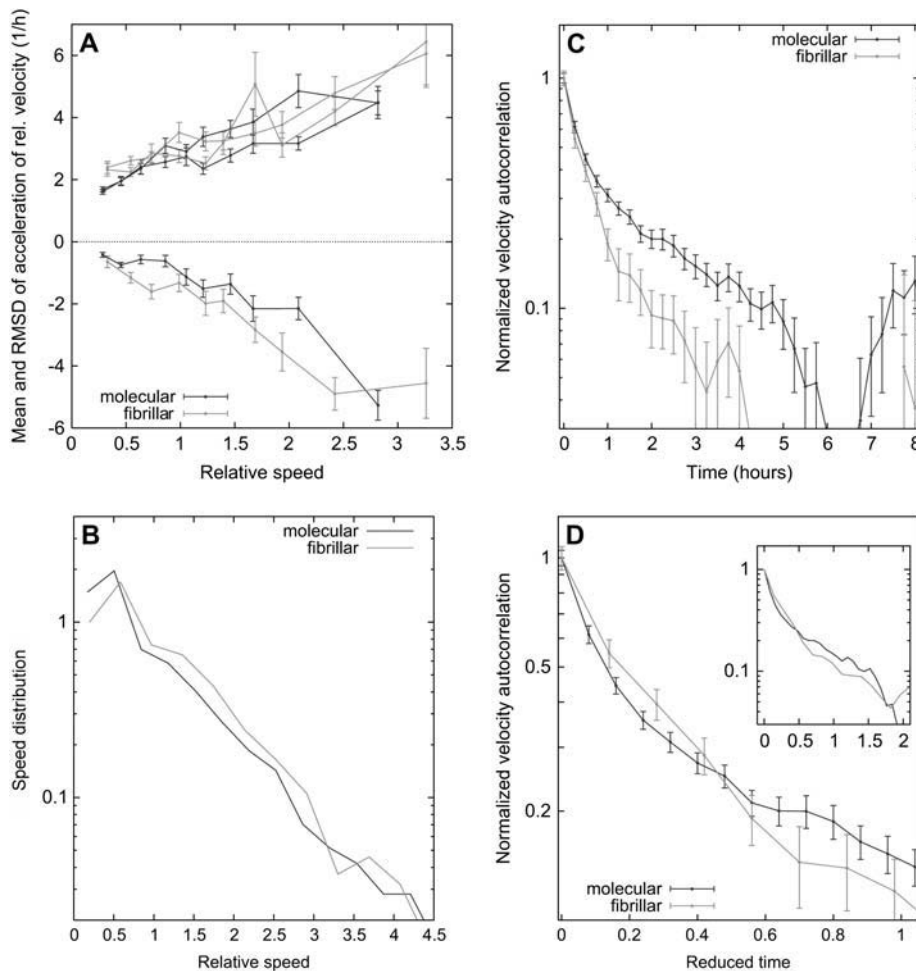 A
Mean and RMSD of acceleration of rel. velocity (1/h)
6
4
2
0
-2
-4
-6
molecular
fibrillar
0 0.5 1 1.5 2 2.5 3 3.5
Relative speed
C
molecular
fibrillar
Normalized velocity autocorrelation
1
0.1
0 1 2 3 4 5 6 7 8
Time (hours)
B
molecular
fibrillar
Speed distribution
1
0.1
0 0.5 1 1.5 2 2.5 3 3.5 4 4.5
Relative speed
D
Normalized velocity autocorrelation
1
0.5
0.2
molecular
fibrillar
0 0.2 0.4 0.6 0.8 1
Reduced time
1
0.1
0 0.5 1 1.5 2